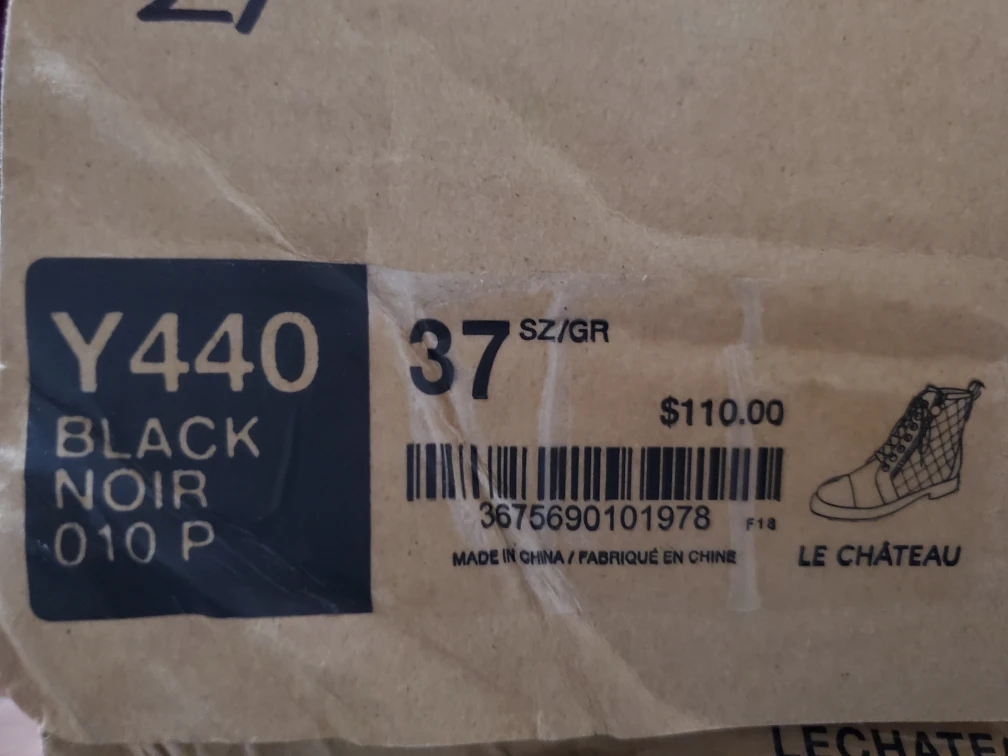 Y440
BLACK
NOIR
010 P
37 SZ/GR
$110.00
3675690101978 F18
MADE IN CHINA / FABRIQUÉ EN CHINE
LE CHÂTEAU
LECHATE